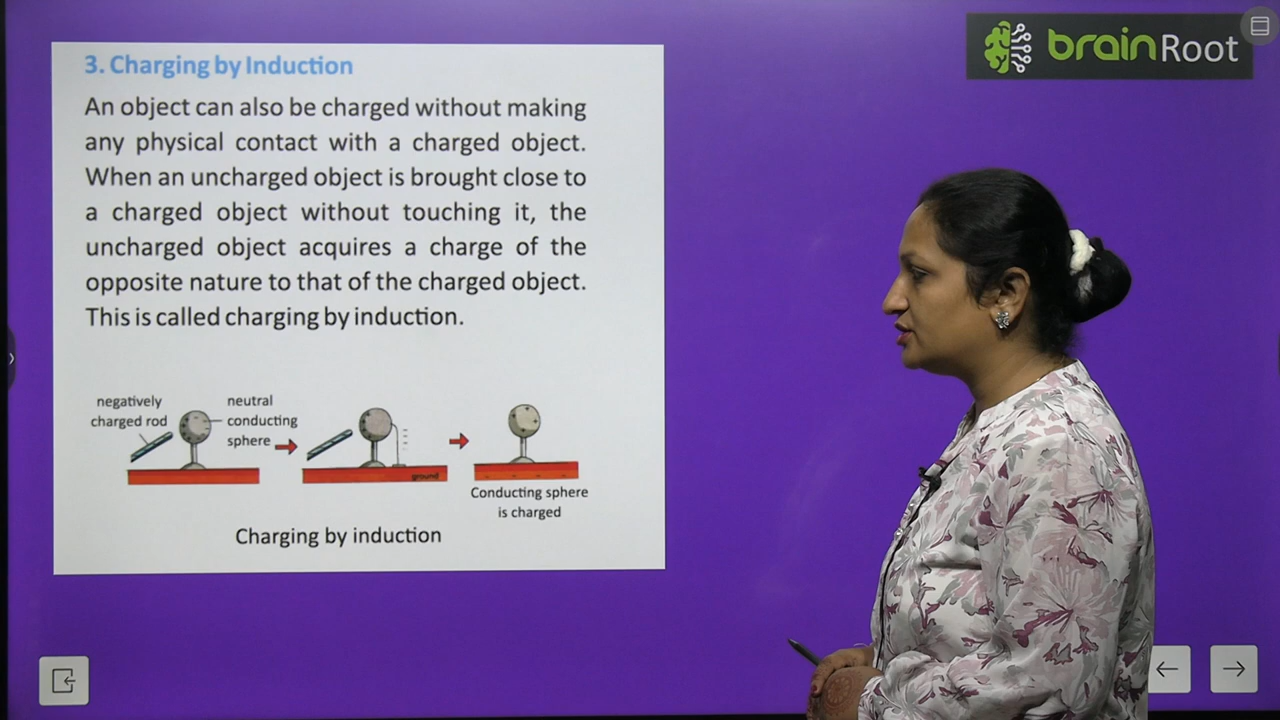 brainRoot
3. Charging by Induction
An object can also be charged without making
any physical contact with a charged object.
When an uncharged object is brought close to
a charged object without touching it, the
uncharged object acquires a charge of the
opposite nature to that of the charged object.
This is called charging by induction.
negatively
charged rod
neutral
conducting
sphere
ground
Conducting sphere
is charged
Charging by induction